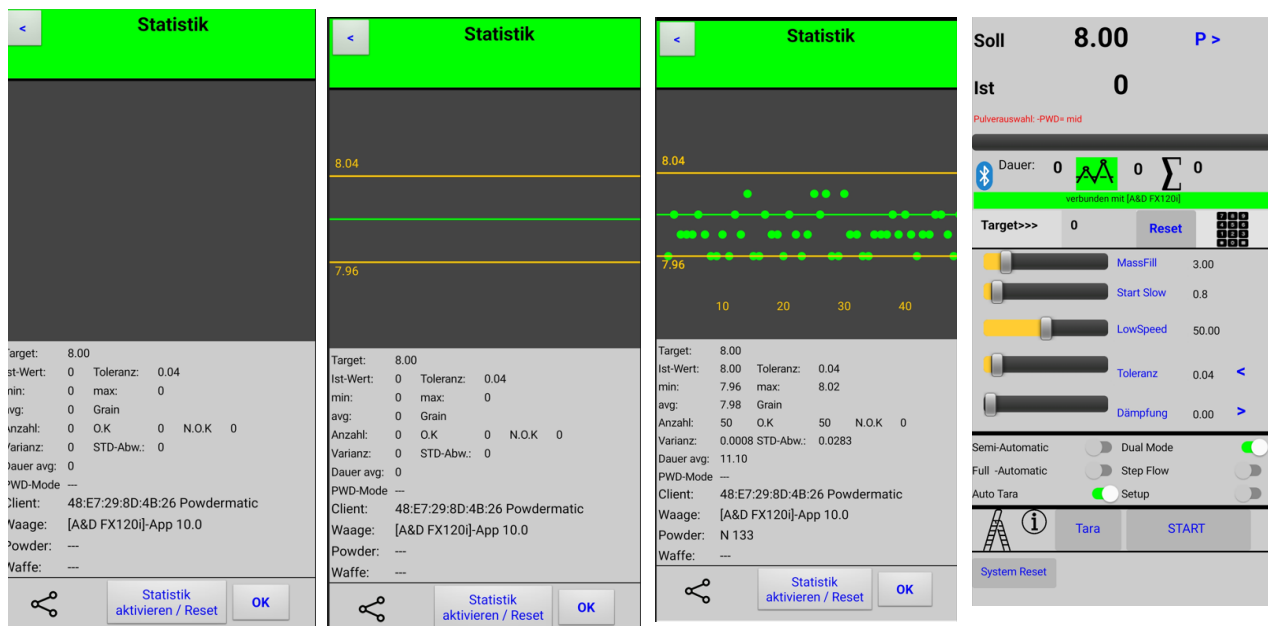 <
Statistik
Target: 8.00
Ist-Wert: 0 Toleranz: 0.04
min: 0 max: 0
avg: 0 Grain
Anzahl: 0 O.K 0 N.O.K 0
Varianz: 0 STD-Abw.: 0
Dauer avg: 0
PWD-Mode ---
Client: 48:E7:29:8D:4B:26 Powdermatic
Waage: [A&D FX120i]-App 10.0
Powder: ---
Waffe: ---
Statistik
aktivieren / Reset
OK
<
Statistik
8.04
7.96
Target: 8.00
Ist-Wert: 0 Toleranz: 0.04
min: 0 max: 0
avg: 0 Grain
Anzahl: 0 O.K 0 N.O.K 0
Varianz: 0 STD-Abw.: 0
Dauer avg: 0
PWD-Mode ---
Client: 48:E7:29:8D:4B:26 Powdermatic
Waage: [A&D FX120i]-App 10.0
Powder: ---
Waffe: ---
Statistik
aktivieren / Reset
OK
<
Statistik
8.04
7.96
10 20 30 40
Target: 8.00
Ist-Wert: 8.00 Toleranz: 0.04
min: 7.96 max: 8.02
avg: 7.98 Grain
Anzahl: 50 O.K 50 N.O.K 0
Varianz: 0.0008 STD-Abw.: 0.0283
Dauer avg: 11.10
PWD-Mode ---
Client: 48:E7:29:8D:4B:26 Powdermatic
Waage: [A&D FX120i]-App 10.0
Powder: N 133
Waffe: ---
Statistik
aktivieren / Reset
OK
Soll 8.00 P >
Ist 0
Pulverauswahl: -PWD= mid
Dauer: 0 0 Σ 0
verbunden mit [A&D FX120i]
Target>>> 0 Reset
MassFill 3.00
Start Slow 0.8
LowSpeed 50.00
Toleranz 0.04 <
Dämpfung 0.00 >
Semi-Automatic Dual Mode
Full -Automatic Step Flow
Auto Tara Setup
Tara START
System Reset